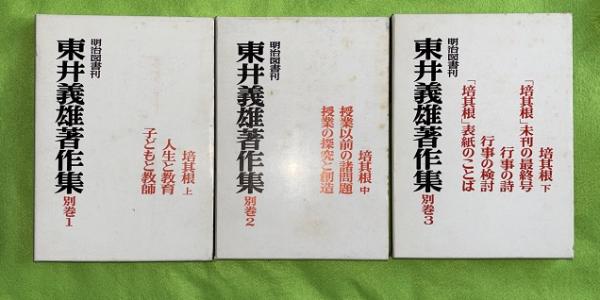 明治図書刊
東井義雄著作集
別巻1
培其根 上
人生と教育
子どもと教師
明治図書刊
東井義雄著作集
別巻2
培其根 中
授業以前の諸問題
授業の探究と創造
明治図書刊
東井義雄著作集
別巻3
培其根 下
「培其根」未刊の最終号
行事の詩
行事の検討
「培其根」表紙のことば